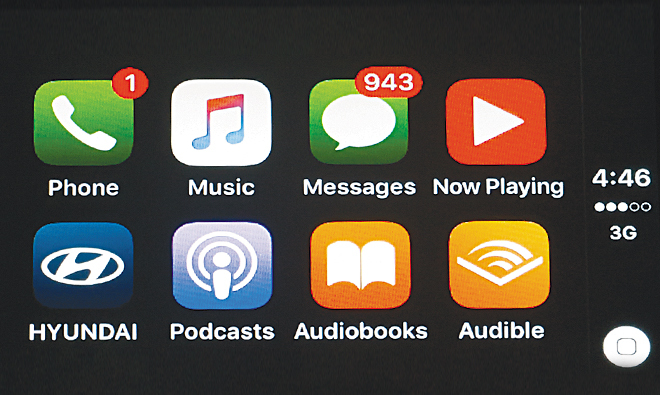 1
943
Phone
Music
Messages
Now Playing
4:46
3G
HYUNDAI
Podcasts
Audiobooks
Audible